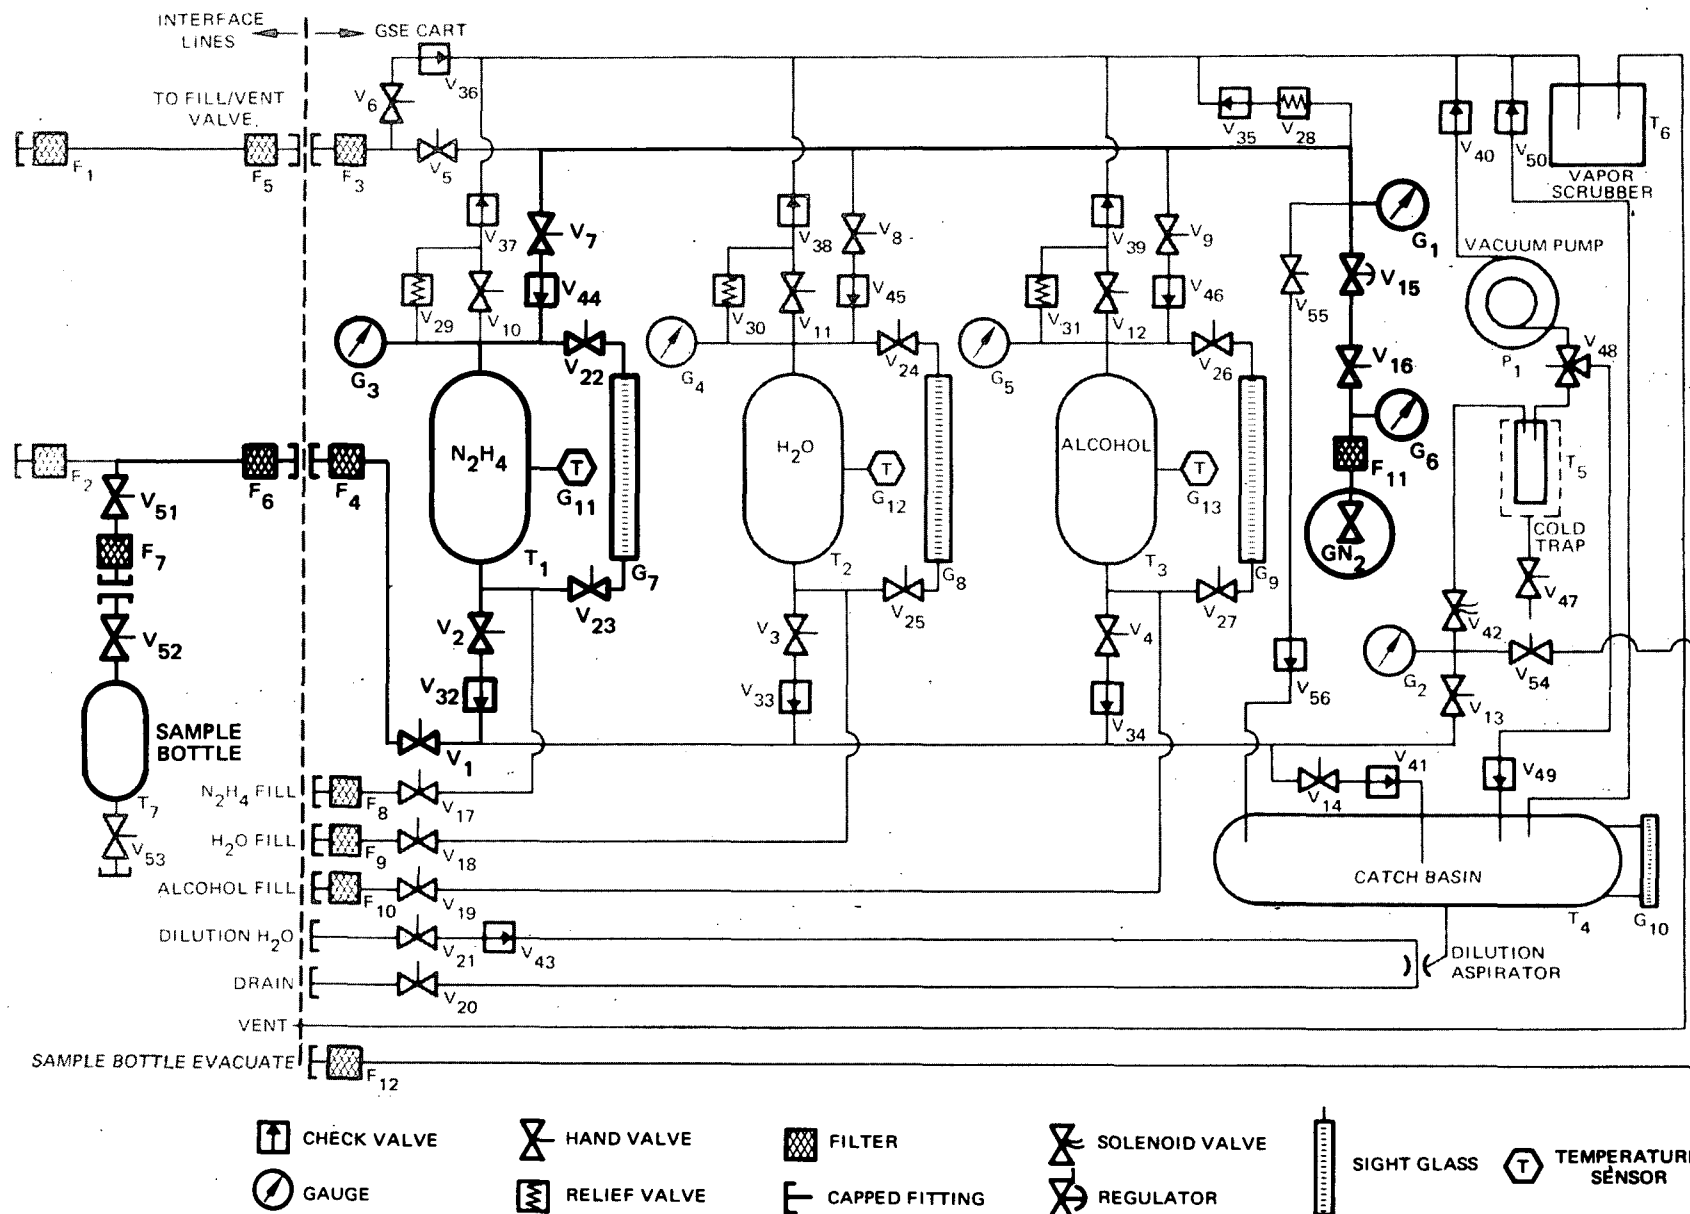 INTERFACE
LINES
GSE CART
TO FILL/VENT
VALVE
V6
V36
F1
F5
F3
V5
V35
V28
V40
V50
T6
VAPOR
SCRUBBER
V37
V7
V38
V8
V39
V9
G1
VACUUM PUMP
V44
V45
V46
V55
V15
V29
V10
V30
V11
V31
V12
G3
V22
G4
V24
G5
V26
V16
P1
V48
G6
F2
V51
F6
F4
N2H4
T
G11
H2O
T
G12
ALCOHOL
T
G13
F11
T5
GN2
COLD
TRAP
F7
T1
G7
T2
G8
T3
G9
V47
V52
V2
V23
V3
V25
V4
V27
V42
G2
V54
V32
V33
V34
V56
V13
SAMPLE
BOTTLE
V1
V41
V49
V14
T7
V53
N2H4 FILL
F8
V17
H2O FILL
F9
V18
ALCOHOL FILL
F10
V19
CATCH BASIN
T4
G10
DILUTION H2O
V21
V43
DILUTION
ASPIRATOR
DRAIN
V20
VENT
SAMPLE BOTTLE EVACUATE
F12
CHECK VALVE
HAND VALVE
FILTER
SOLENOID VALVE
SIGHT GLASS
T
TEMPERATURE
SENSOR
GAUGE
RELIEF VALVE
CAPPED FITTING
REGULATOR